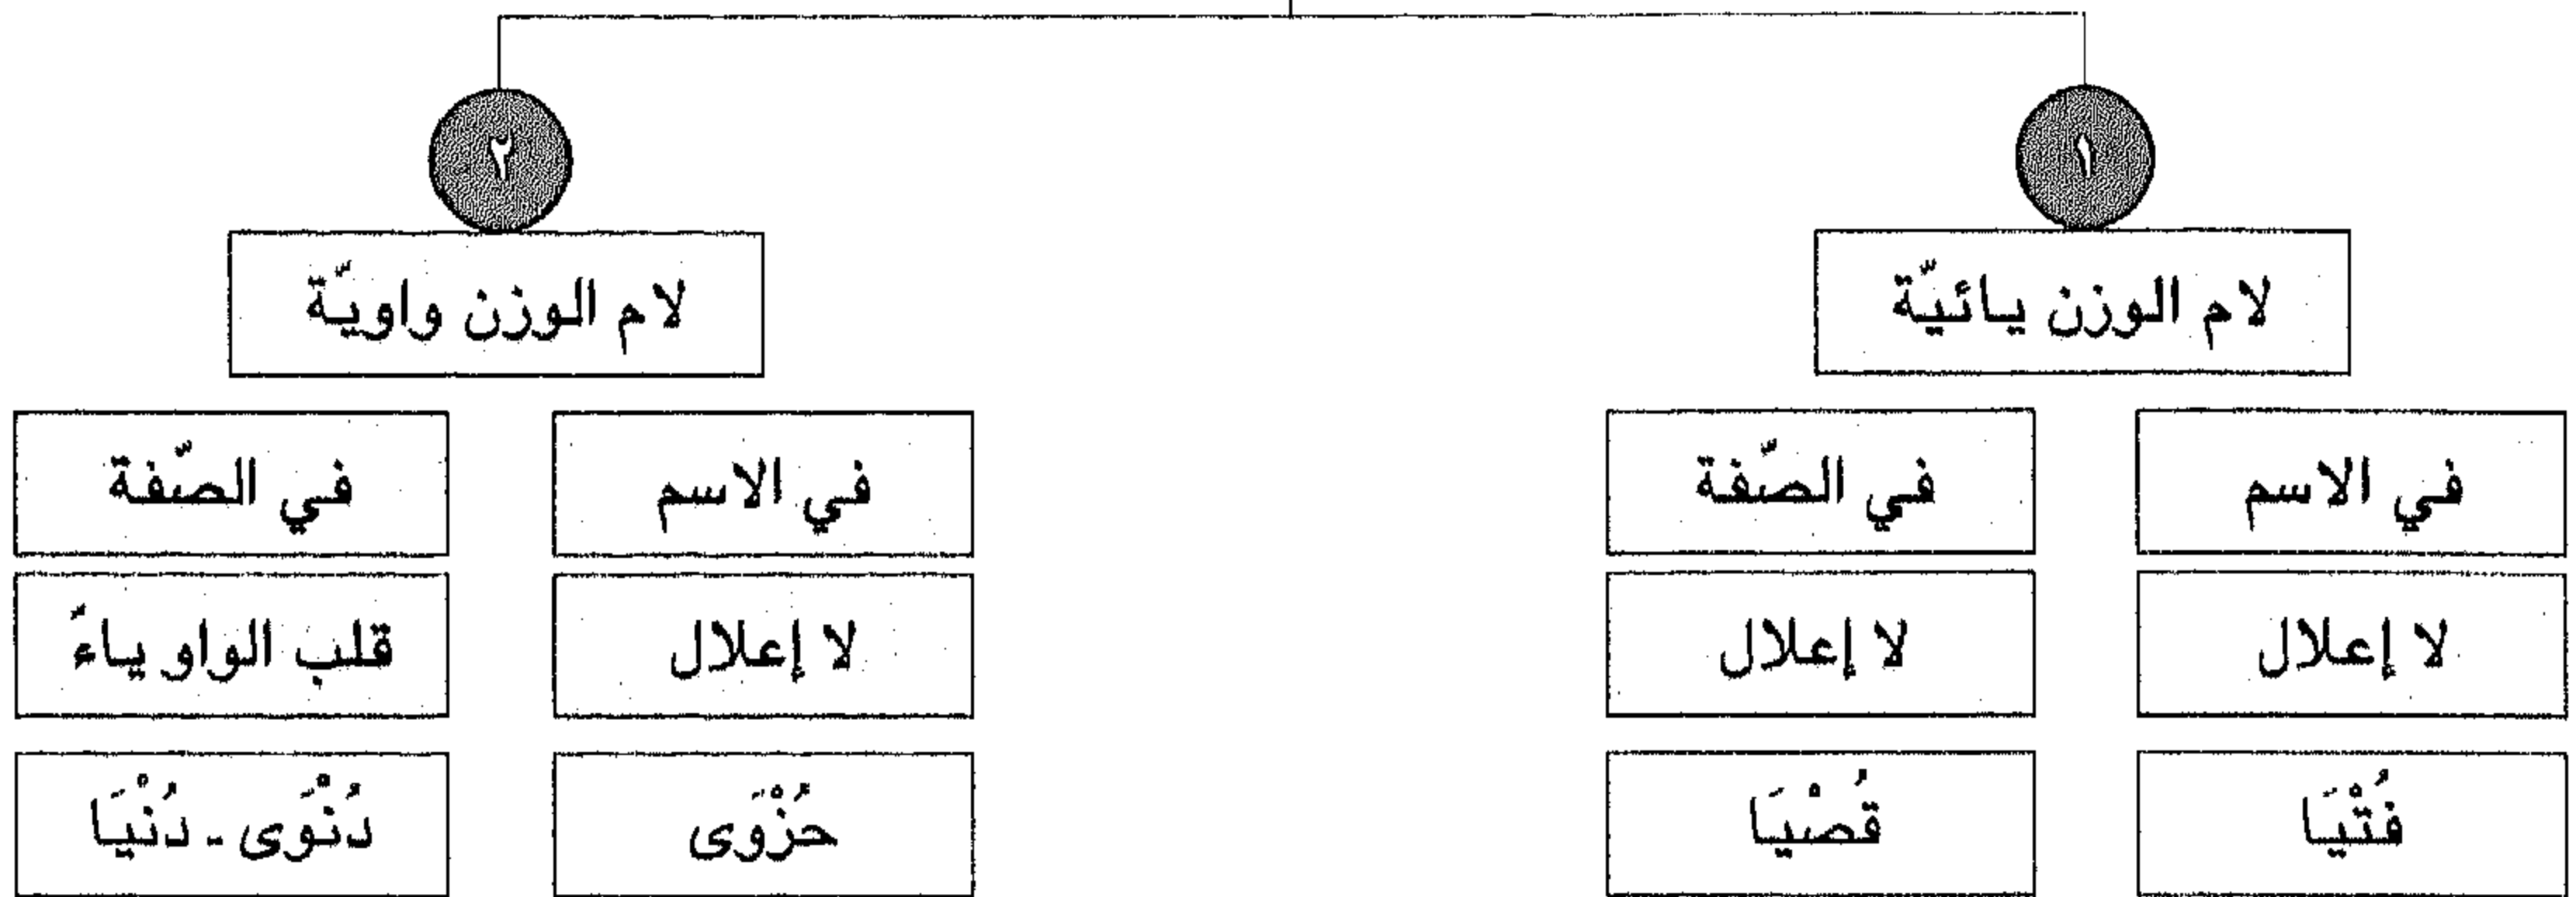 ١
٢
لام الوزن يائيّة
لام الوزن واويّة
في الاسم
في الصّفة
في الاسم
في الصّفة
لا إعلال
لا إعلال
لا إعلال
قلب الواو ياءً
فُتْيَا
قُصْيَا
حُزْوَى
دُنْوَى - دُنْيَا